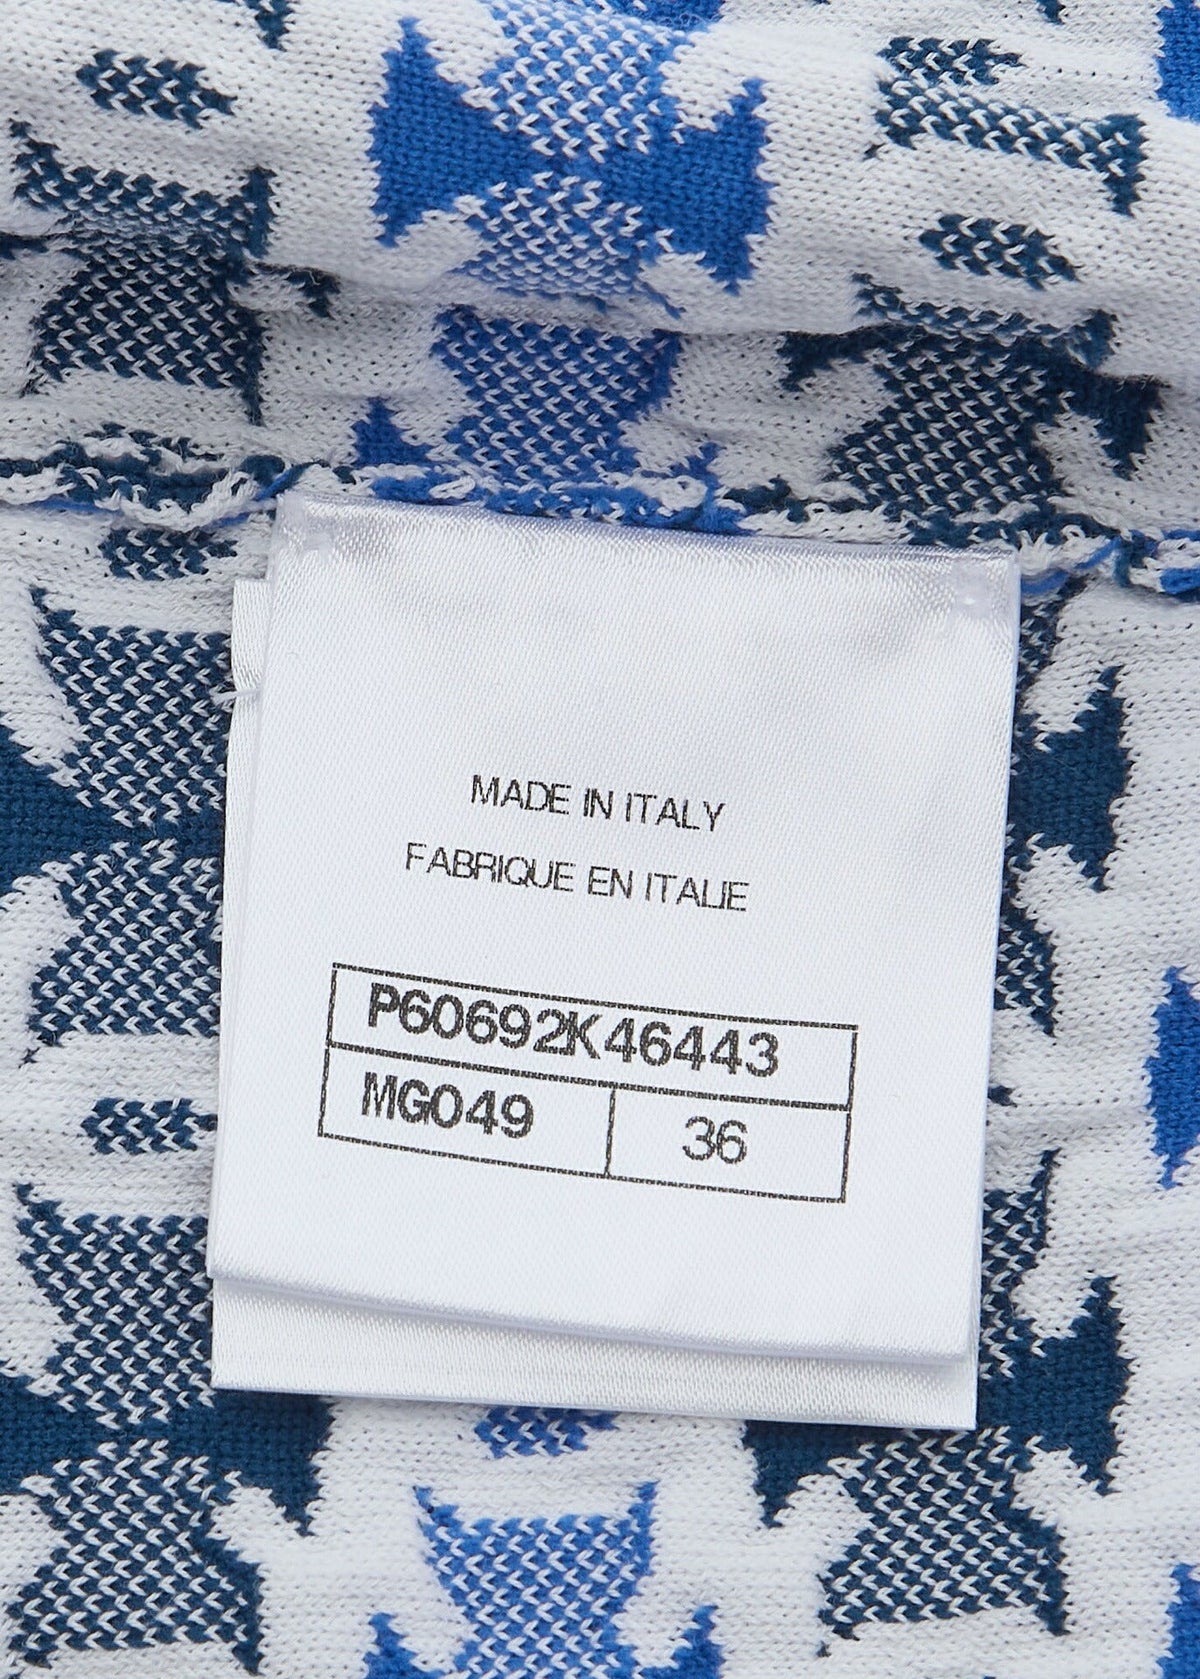 MADE IN ITALY
FABRIQUE EN ITALIE
P60692K46443
MG049 36